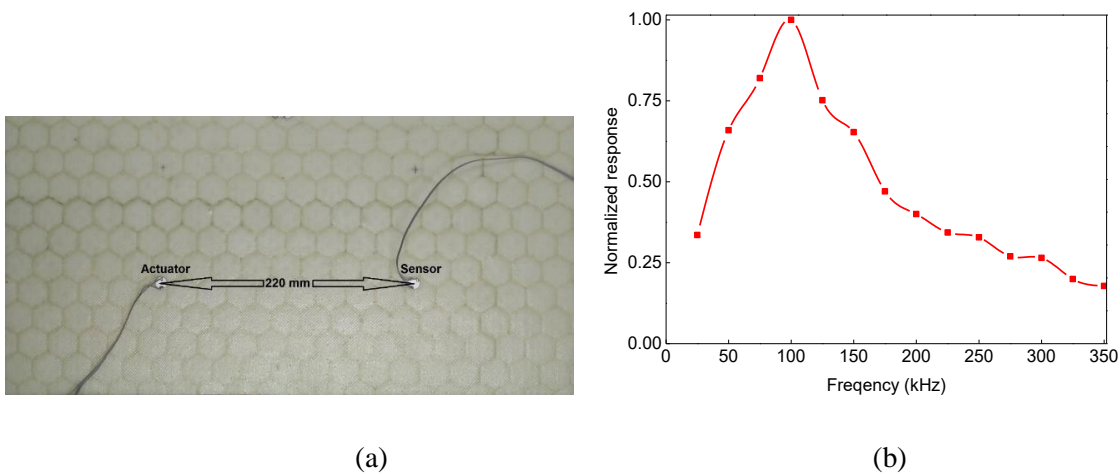 Actuator
Sensor
220 mm
(a)
1.00
0.75
0.50
0.25
0.00
Normalized response
0 50 100 150 200 250 300 350
Freqency (kHz)
(b)